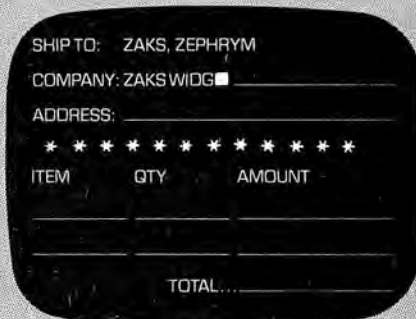 SHIP TO: ZAKS, ZEPHRYM
COMPANY: ZAKS WIDG
ADDRESS:
* * * * * * * * * * * *
ITEM QTY AMOUNT
TOTAL....